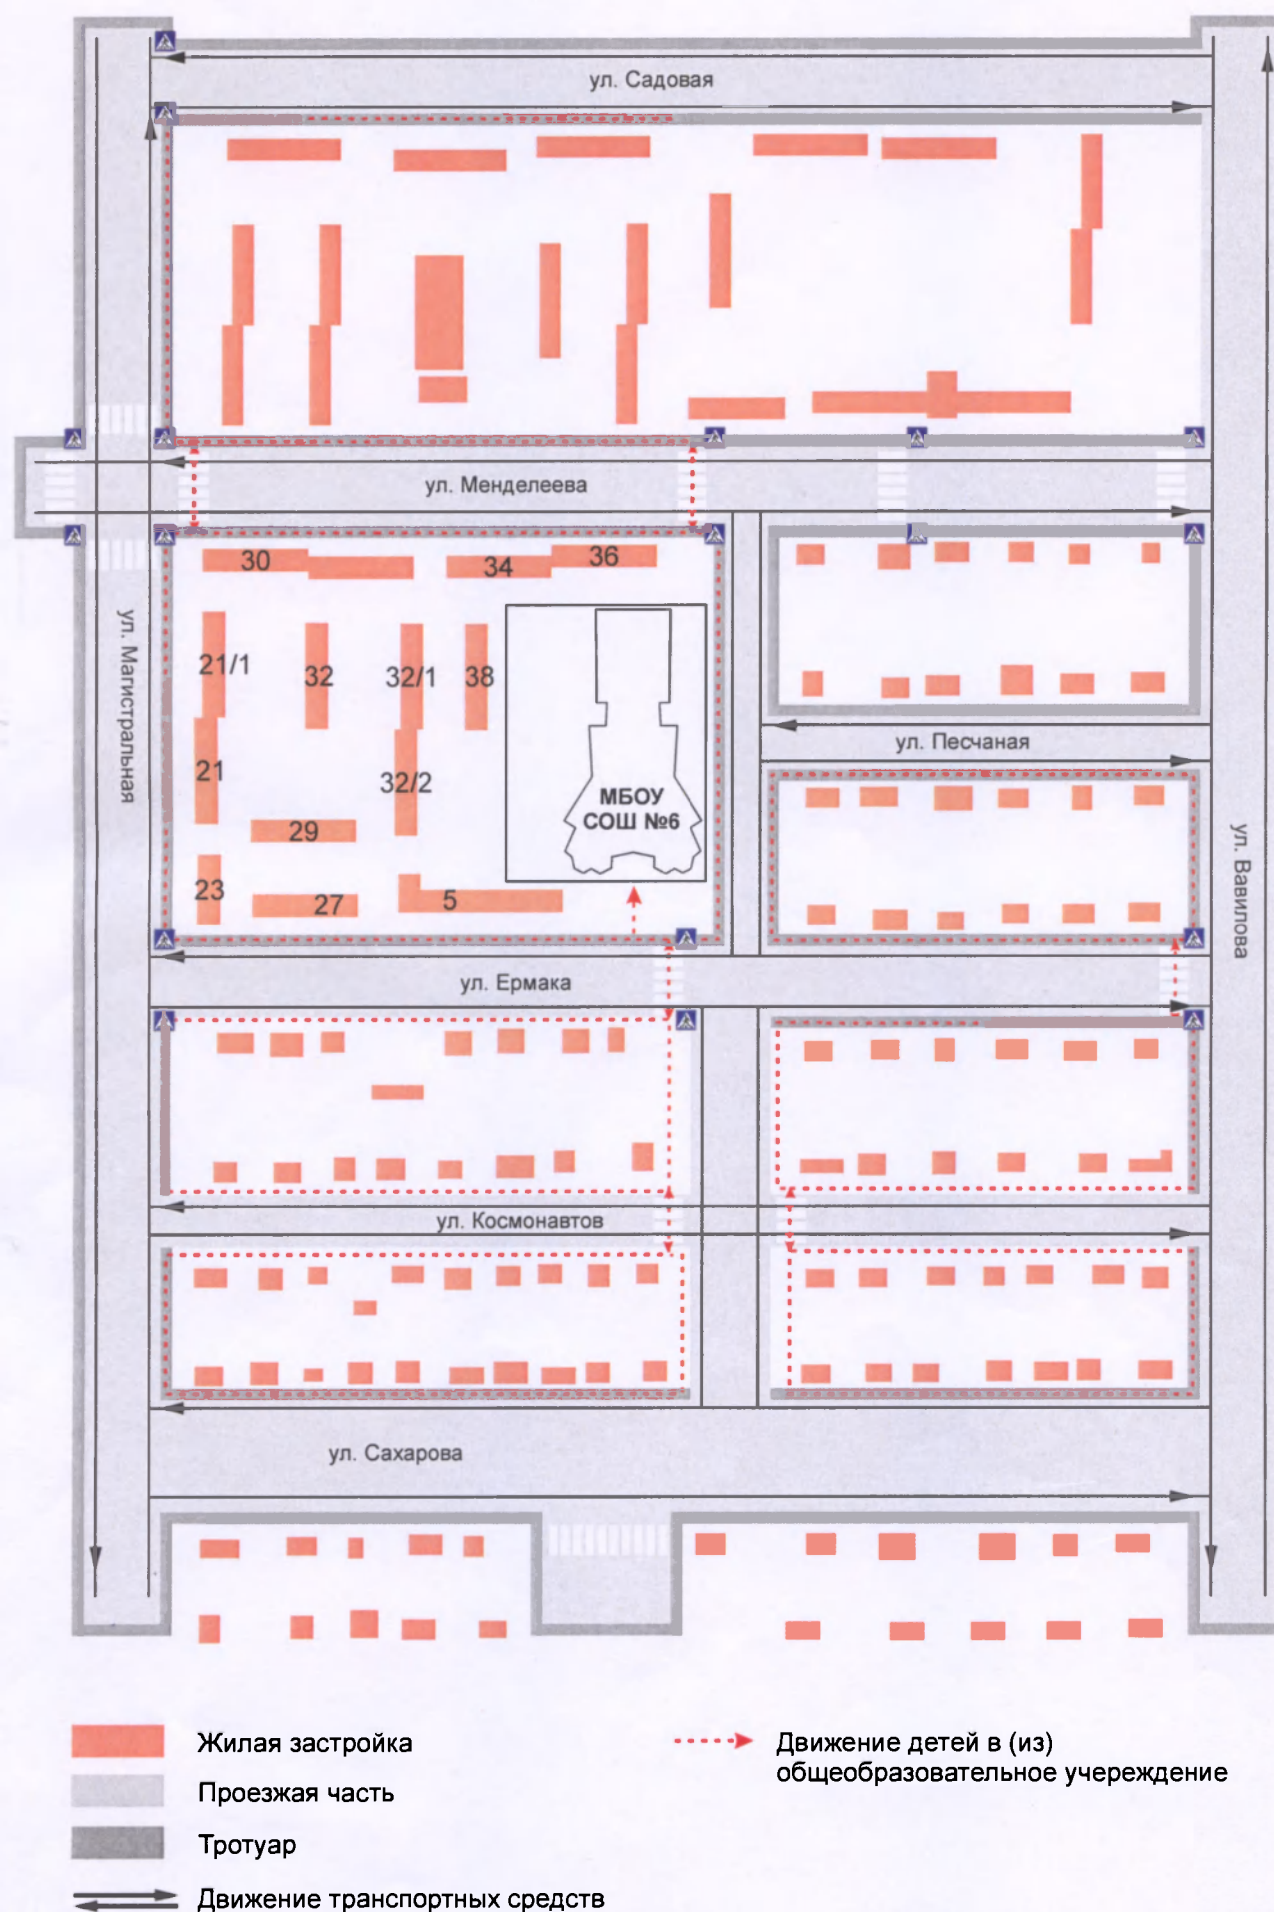 ул. Садовая
ул. Менделеева
30
34
36
ул. Магистральная
21/1
32
32/1
38
ул. Песчаная
21
32/2
МБОУ
СОШ №6
29
ул. Вавилова
23
27
5
ул. Ермака
ул. Космонавтов
ул. Сахарова
Жилая застройка
Проезжая часть
Тротуар
Движение транспортных средств
Движение детей в (из)
общеобразовательное учереждение